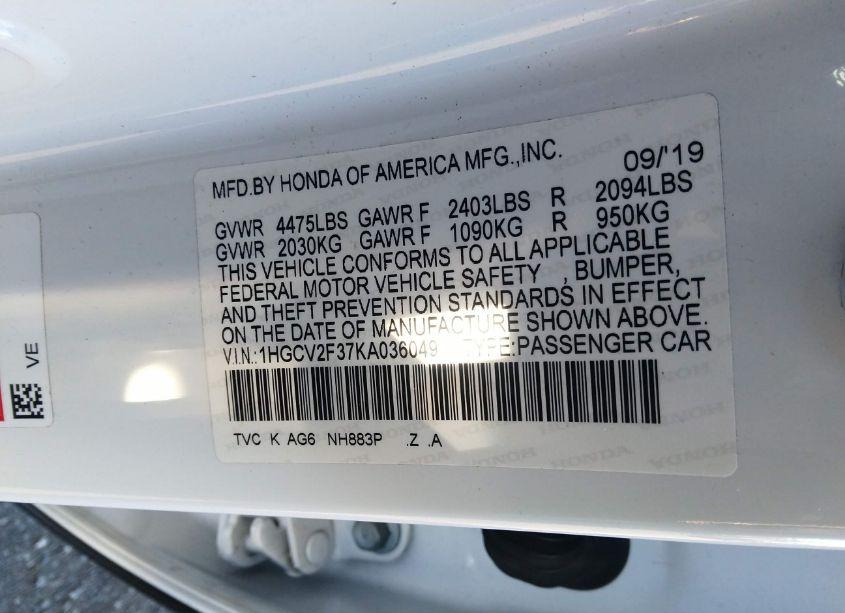 MFD.BY HONDA OF AMERICA MFG.,INC. 09/'19
GVWR 4475LBS GAWR F 2403LBS R 2094LBS
GVWR 2030KG GAWR F 1090KG R 950KG
THIS VEHICLE CONFORMS TO ALL APPLICABLE
FEDERAL MOTOR VEHICLE SAFETY , BUMPER,
AND THEFT PREVENTION STANDARDS IN EFFECT
ON THE DATE OF MANUFACTURE SHOWN ABOVE.
V.I.N.:1HGCV2F37KA036049 TYPE:PASSENGER CAR
TVC K AG6 NH883P .Z .A
VE
HONDA